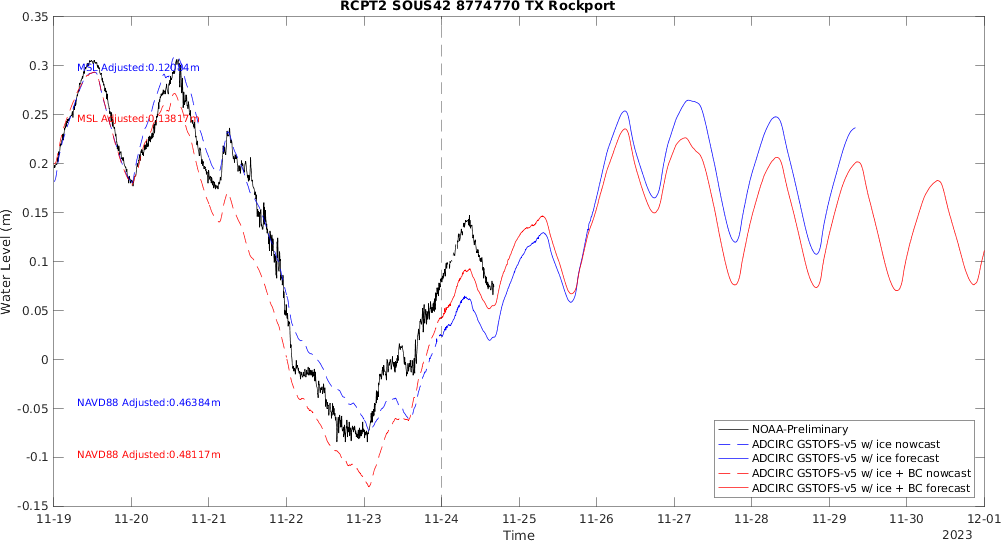 RCPT2 SOUS42 8774770 TX Rockport
0.35
0.3
0.25
0.2
0.15
0.1
0.05
0
-0.05
-0.1
-0.15
Water Level (m)
MSL Adjusted:0.12084m
MSL Adjusted:0.13817m
NAVD88 Adjusted:0.46384m
NAVD88 Adjusted:0.48117m
NOAA-Preliminary
ADCIRC GSTOFS-v5 w/ ice nowcast
ADCIRC GSTOFS-v5 w/ ice forecast
ADCIRC GSTOFS-v5 w/ ice + BC nowcast
ADCIRC GSTOFS-v5 w/ ice + BC forecast
11-19 11-20 11-21 11-22 11-23 11-24 11-25 11-26 11-27 11-28 11-29 11-30 12-01
Time
2023